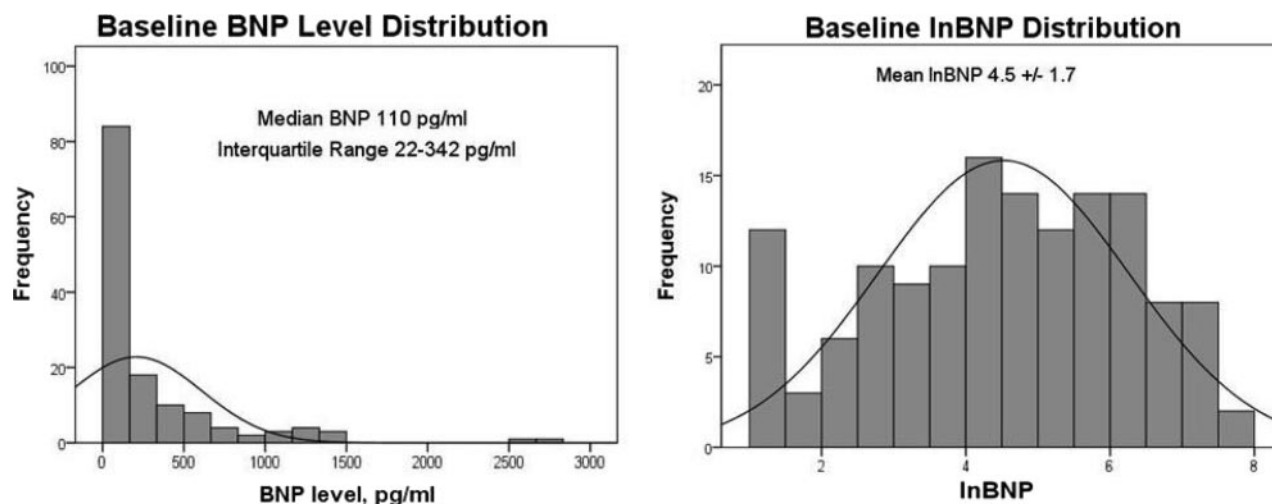 Baseline BNP Level Distribution
Median BNP 110 pg/ml
Interquartile Range 22-342 pg/ml
Frequency
100
80
60
40
20
0
0 500 1000 1500 2000 2500 3000
BNP level, pg/ml
Baseline lnBNP Distribution
Mean lnBNP 4.5 +/- 1.7
Frequency
20
15
10
5
0
2 4 6 8
lnBNP